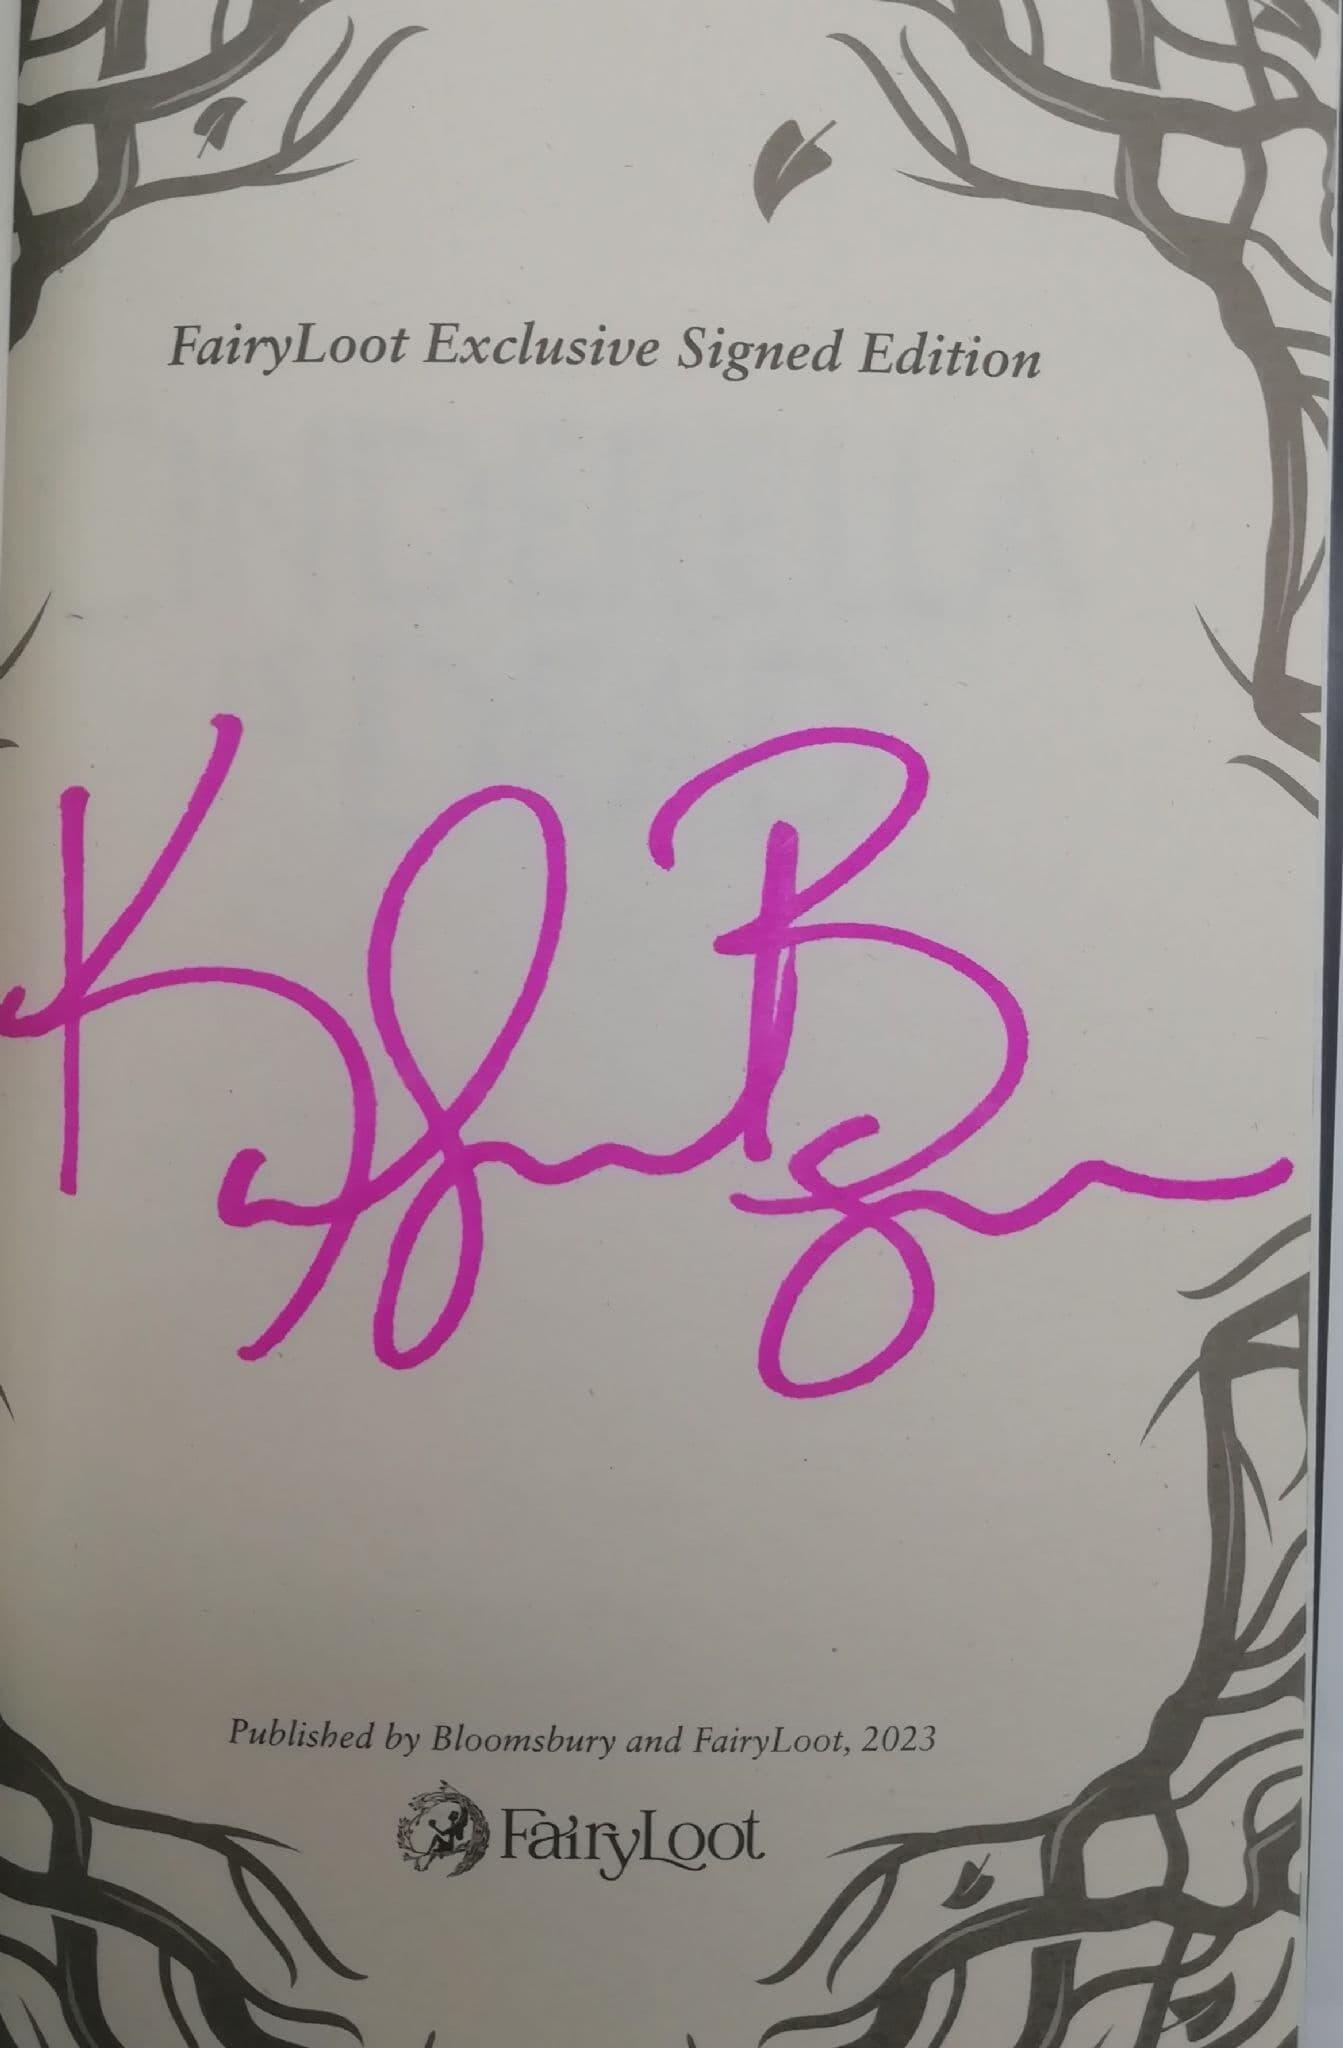 FairyLoot Exclusive Signed Edition
Published by Bloomsbury and FairyLoot, 2023
FairyLoot